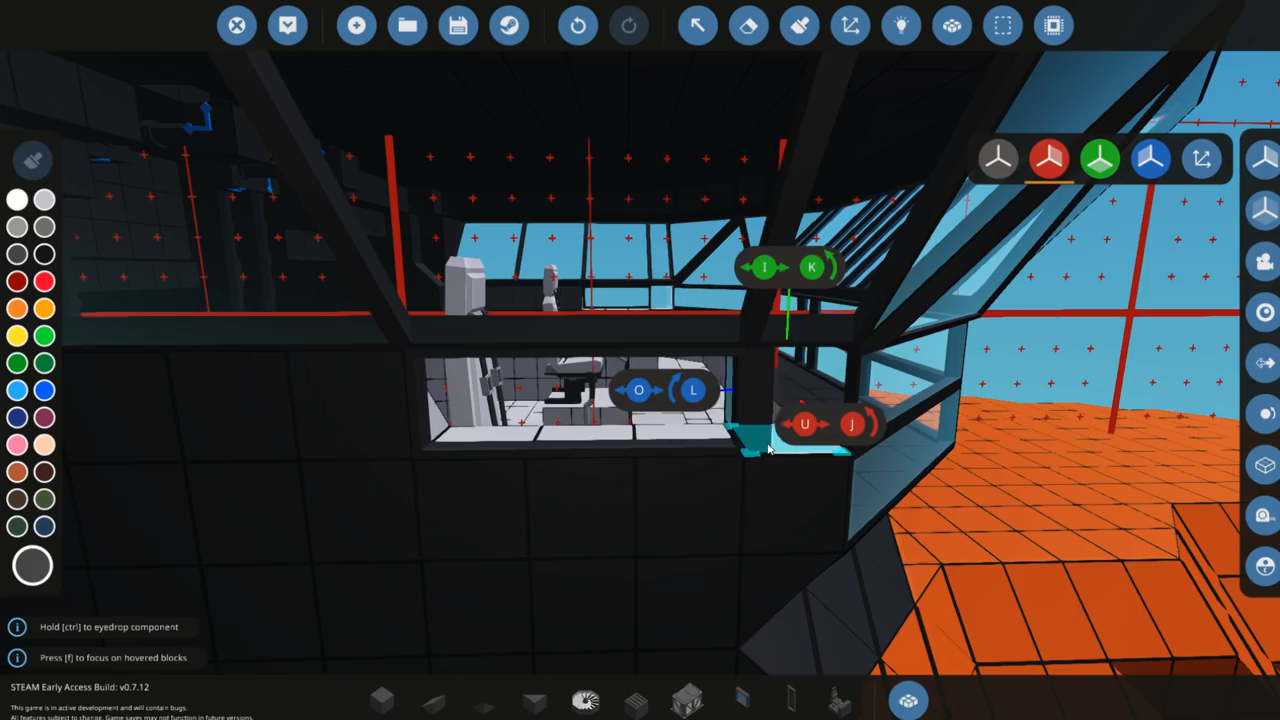 I K
O L
U J
Hold [ctrl] to eyedrop component
Press [f] to focus on hovered blocks
STEAM Early Access Build: v0.7.12
This game is in active development and will contain bugs.
All features subject to change. Game saves may not function in future versions.